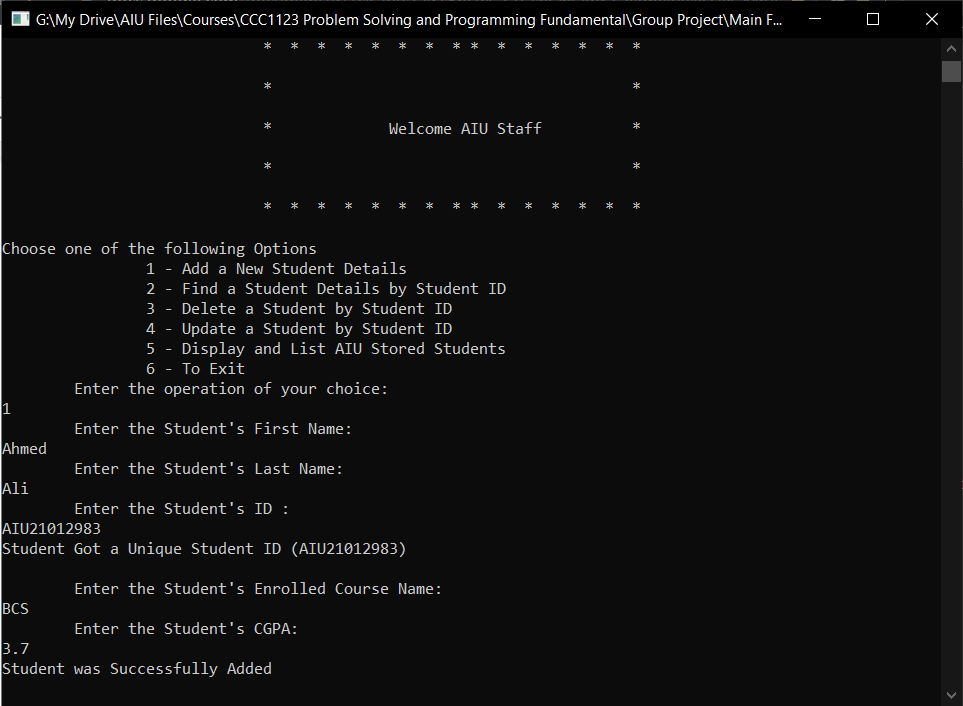 G:\My Drive\AIU Files\Courses\CCC1123 Problem Solving and Programming Fundamental\Group Project\Main F...
* * * * * * * * * * * * * * *
* *
* Welcome AIU Staff *
* *
* * * * * * * * * * * * * * *
Choose one of the following Options
1 - Add a New Student Details
2 - Find a Student Details by Student ID
3 - Delete a Student by Student ID
4 - Update a Student by Student ID
5 - Display and List AIU Stored Students
6 - To Exit
Enter the operation of your choice:
1
Enter the Student's First Name:
Ahmed
Enter the Student's Last Name:
Ali
Enter the Student's ID :
AIU21012983
Student Got a Unique Student ID (AIU21012983)
Enter the Student's Enrolled Course Name:
BCS
Enter the Student's CGPA:
3.7
Student was Successfully Added